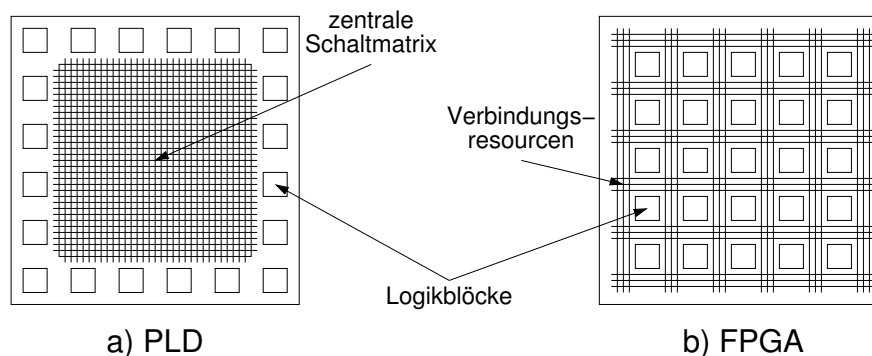 zentrale
Schaltmatrix
Verbindungs−
resourcen
Logikblöcke
a) PLD
b) FPGA